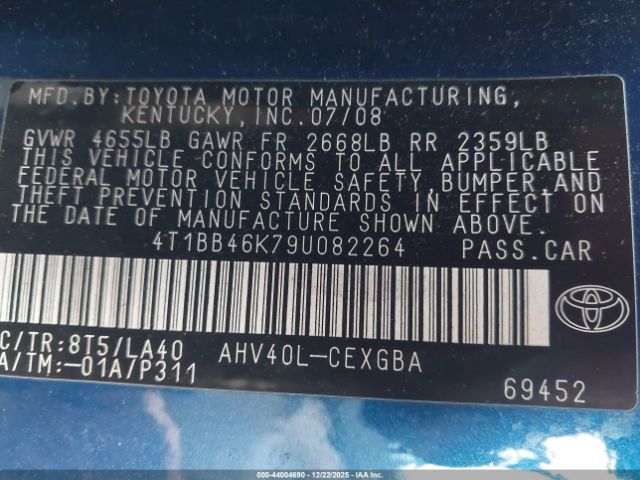 MFD.BY:TOYOTA MOTOR MANUFACTURING,
KENTUCKY,INC.07/08
GVWR 4655LB GAWR FR 2668LB RR 2359LB
THIS VEHICLE CONFORMS TO ALL APPLICABLE
FEDERAL MOTOR VEHICLE SAFETY,BUMPER,AND
THEFT PREVENTION STANDARDS IN EFFECT ON
THE DATE OF MANUFACTURE SHOWN ABOVE.
4T1BB46K79U082264 PASS.CAR
C/TR:8T5/LA40 AHV40L-CEXGBA
A/TM:-01A/P311
69452
000-44004690 - 12/22/2025 - IAA Inc.